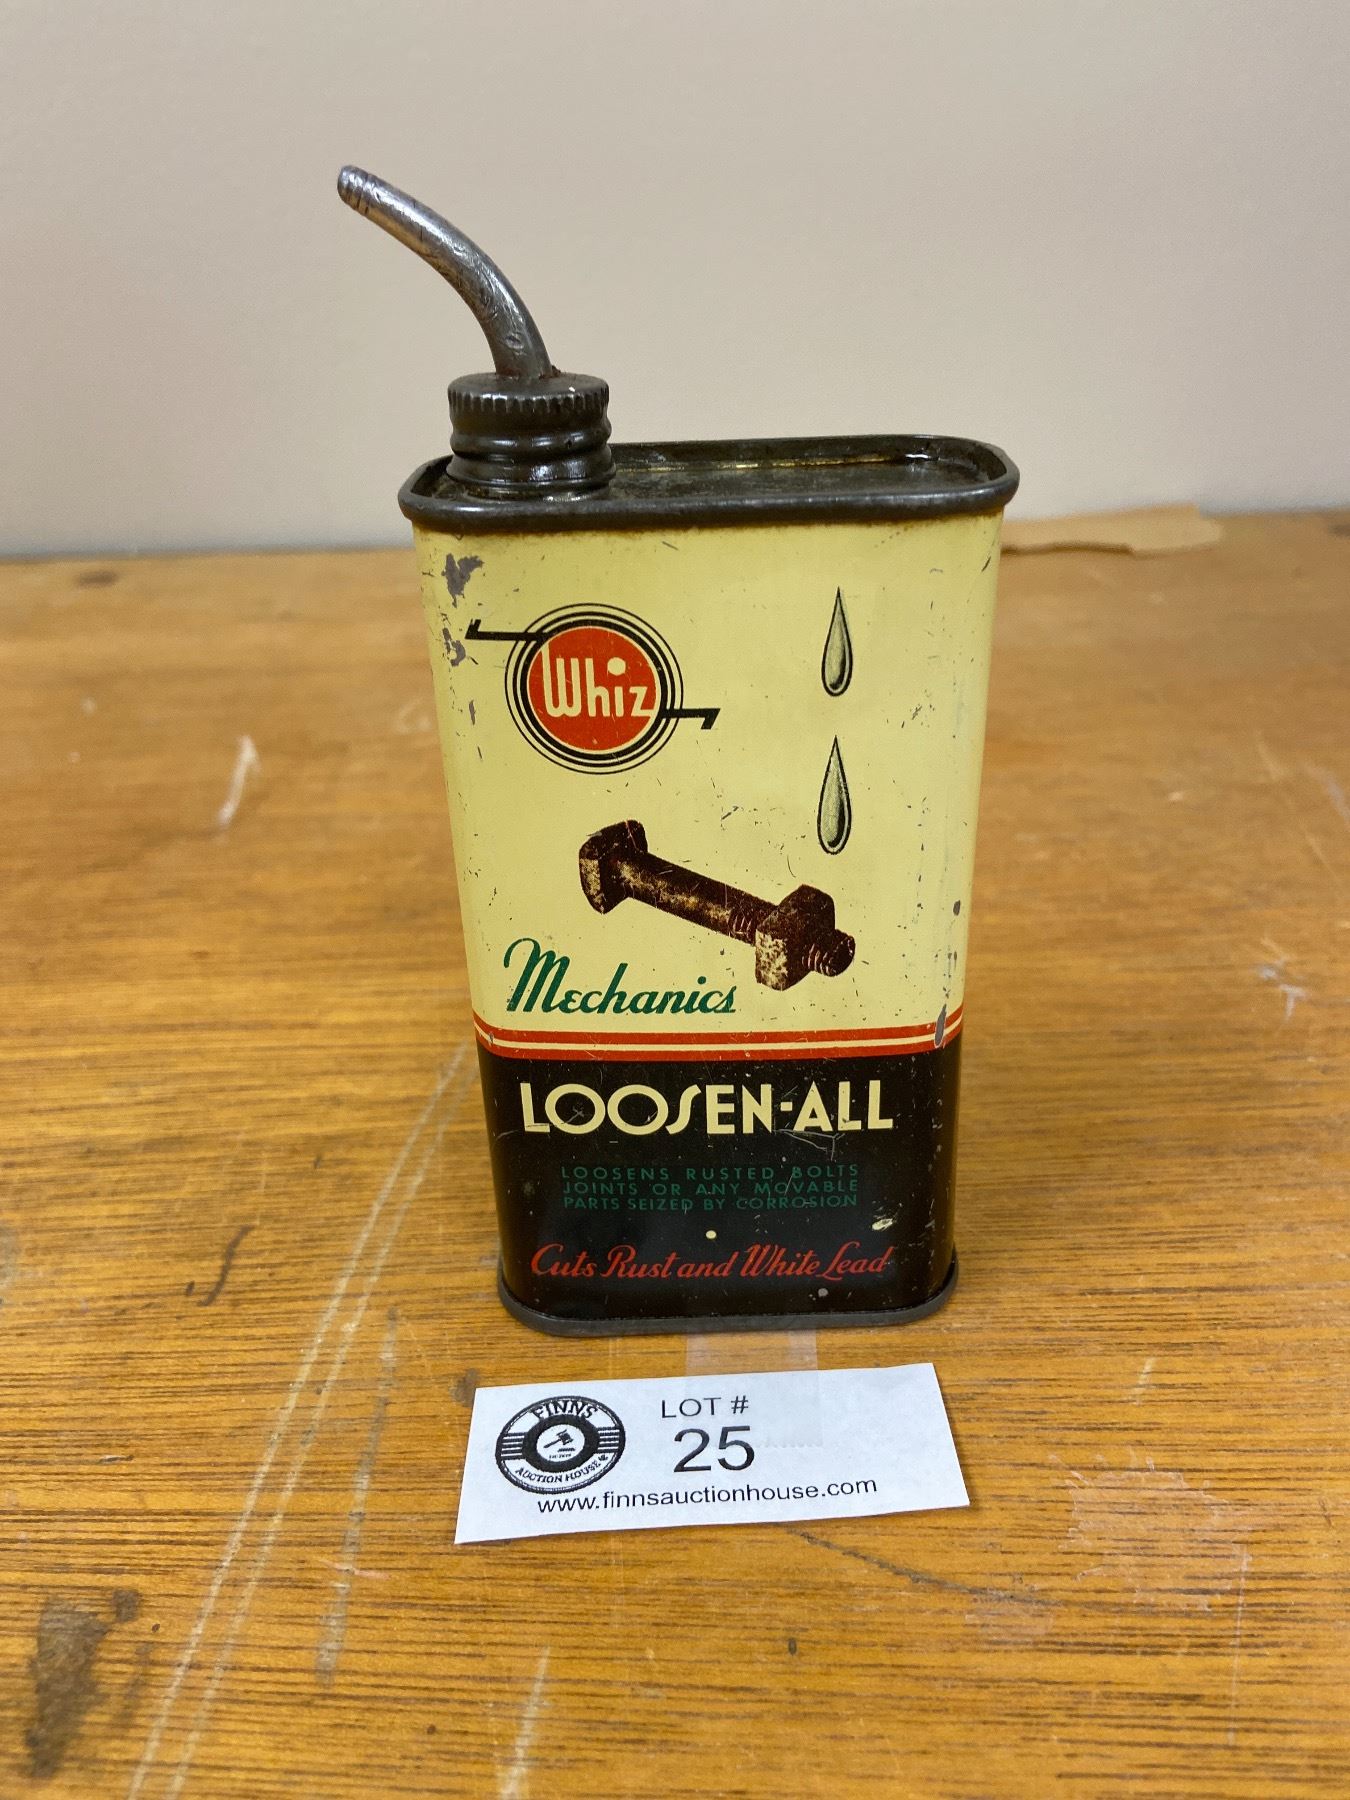 Whiz
Mechanics
LOOSEN-ALL
LOOSENS RUSTED BOLTS
JOINTS OR ANY MOVABLE
PARTS SEIZED BY CORROSION
Cuts Rust and White Lead
FINNS
AUCTION HOUSE
LOT #
25
www.finnsauctionhouse.com